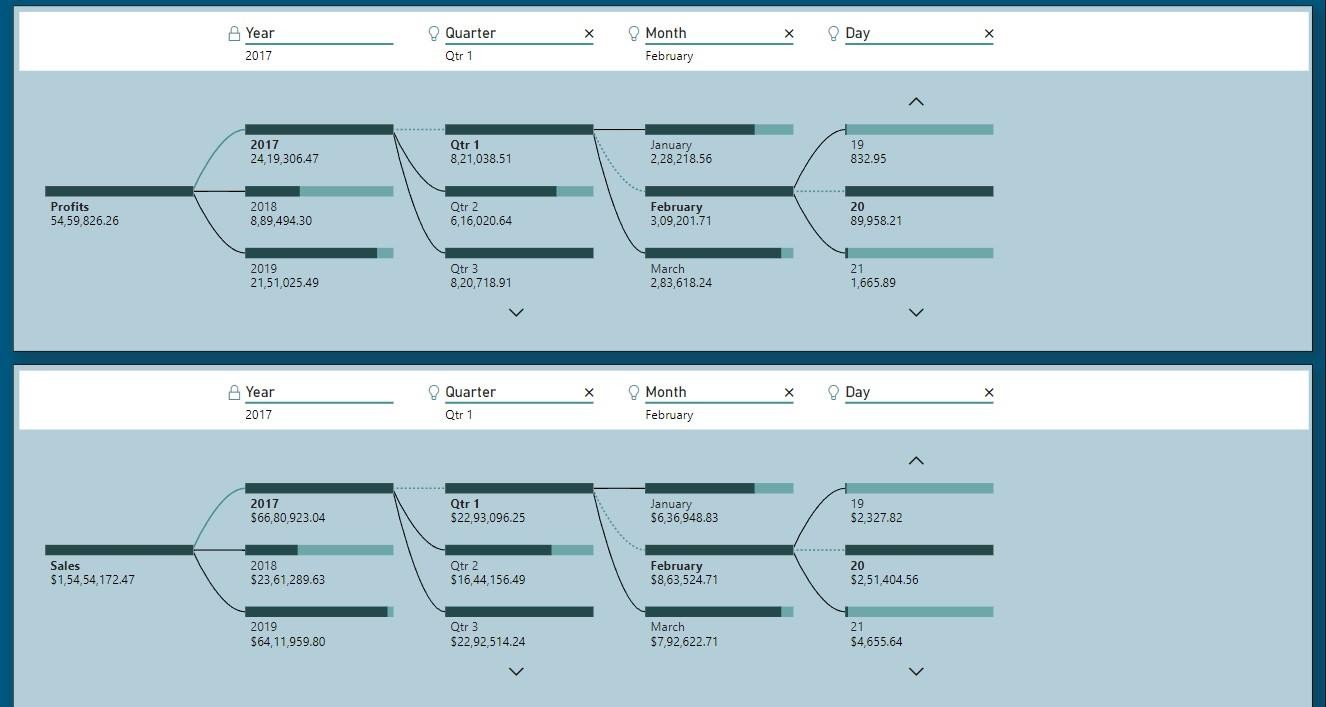 Year Quarter × Month × Day ×
2017 Qtr 1 February
2017 Qtr 1 January 19
24,19,306.47 8,21,038.51 2,28,218.56 832.95
Profits 2018 Qtr 2 February 20
54,59,826.26 8,89,494.30 6,16,020.64 3,09,201.71 89,958.21
2019 Qtr 3 March 21
21,51,025.49 8,20,718.91 2,83,618.24 1,665.89
Year Quarter × Month × Day ×
2017 Qtr 1 February
2017 Qtr 1 January 19
$66,80,923.04 $22,93,096.25 $6,36,948.83 $2,327.82
Sales 2018 Qtr 2 February 20
$1,54,54,172.47 $23,61,289.63 $16,44,156.49 $8,63,524.71 $2,51,404.56
2019 Qtr 3 March 21
$64,11,959.80 $22,92,514.24 $7,92,622.71 $4,655.64